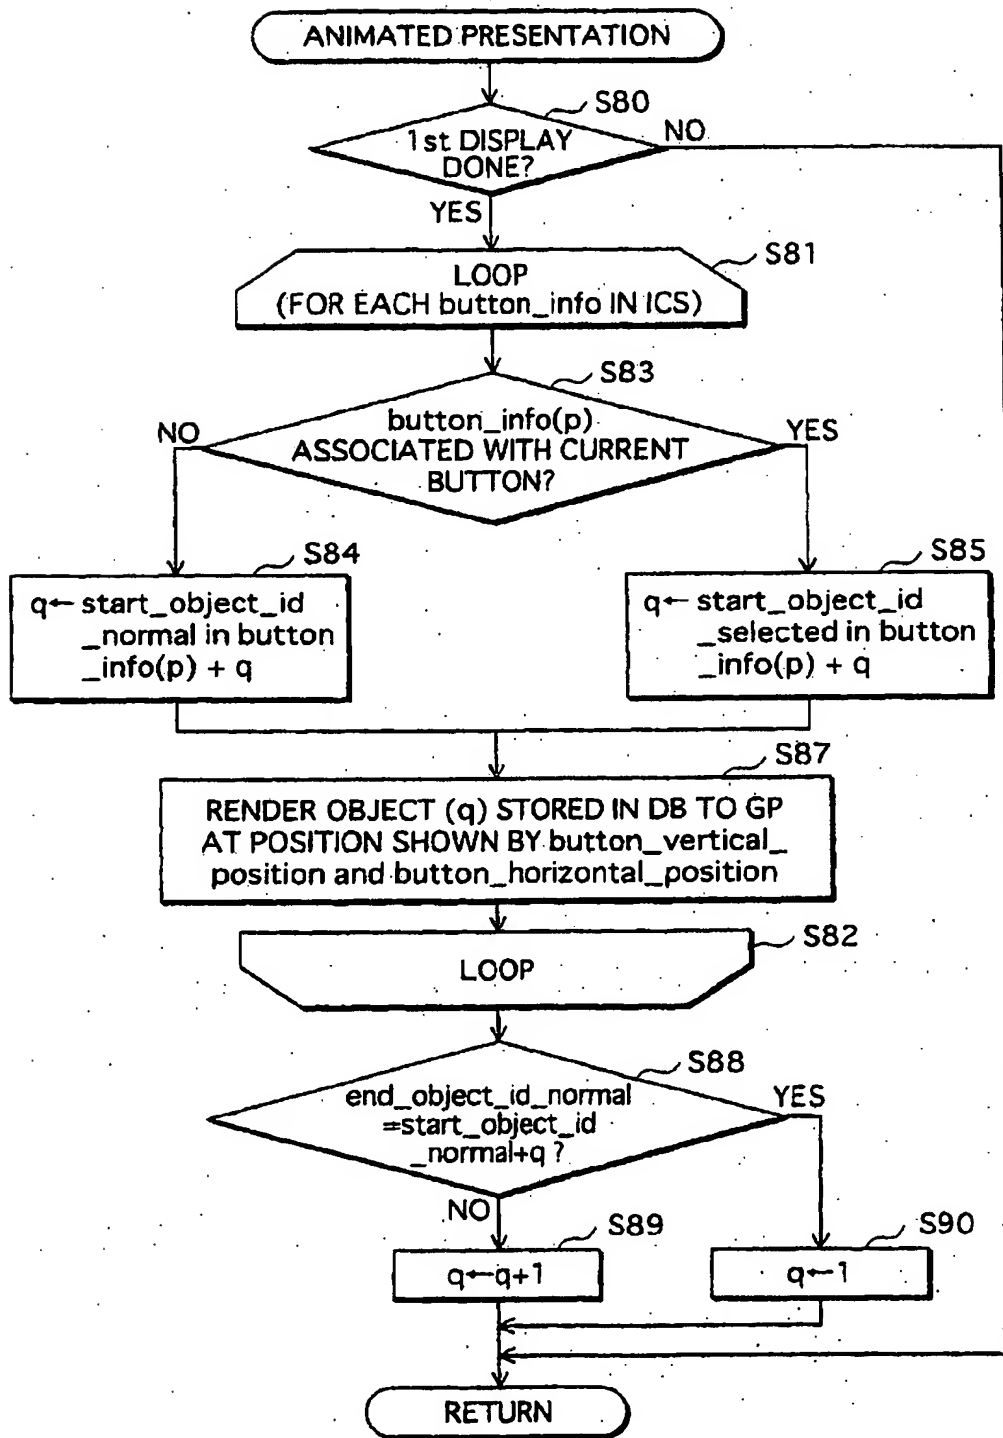 ANIMATED PRESENTATION
S80
1st DISPLAY
DONE?
NO
YES
S81
LOOP
(FOR EACH button_info IN ICS)
S83
button_info(p)
ASSOCIATED WITH CURRENT
BUTTON?
NO
YES
S84
q← start_object_id
_normal in button
_info(p) + q
S85
q← start_object_id
_selected in button
_info(p) + q
S87
RENDER OBJECT (q) STORED IN DB TO GP
AT POSITION SHOWN BY button_vertical_
position and button_horizontal_position
S82
LOOP
S88
end_object_id_normal
=start_object_id
_normal+q ?
YES
NO
S89
q←q+1
S90
q←1
RETURN